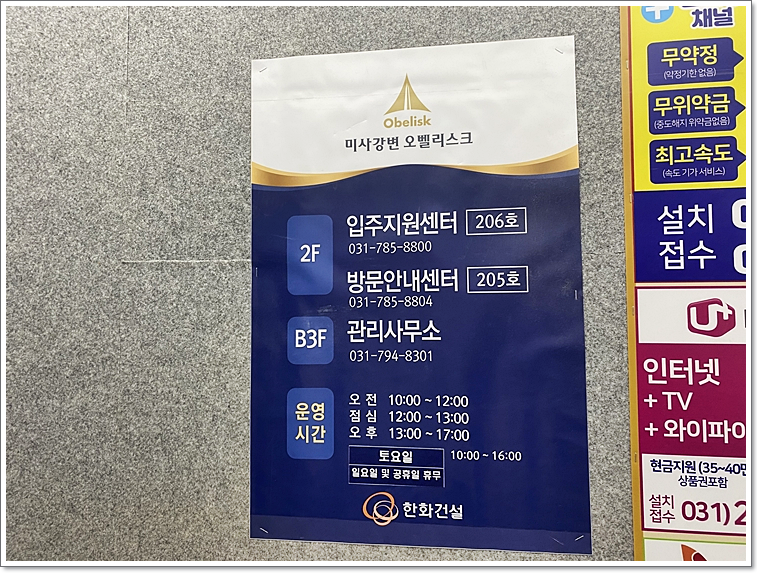 Obelisk
미사강변 오벨리스크
2F
입주지원센터 206호
031-785-8800
방문안내센터 205호
031-785-8804
B3F
관리사무소
031-794-8301
운영
시간
오 전 10:00 ~ 12:00
점 심 12:00 ~ 13:00
오 후 13:00 ~ 17:00
토요일 10:00 ~ 16:00
일요일 및 공휴일 휴무
한화건설
채널
무약정
(약정기한 없음)
무위약금
(중도해지 위약금없음)
최고속도
(속도 기가 서비스)
설치
접수
U+
인터넷
+ TV
+ 와이파이
현금지원 (35~40만
상품권포함
설치
접수 031) 2